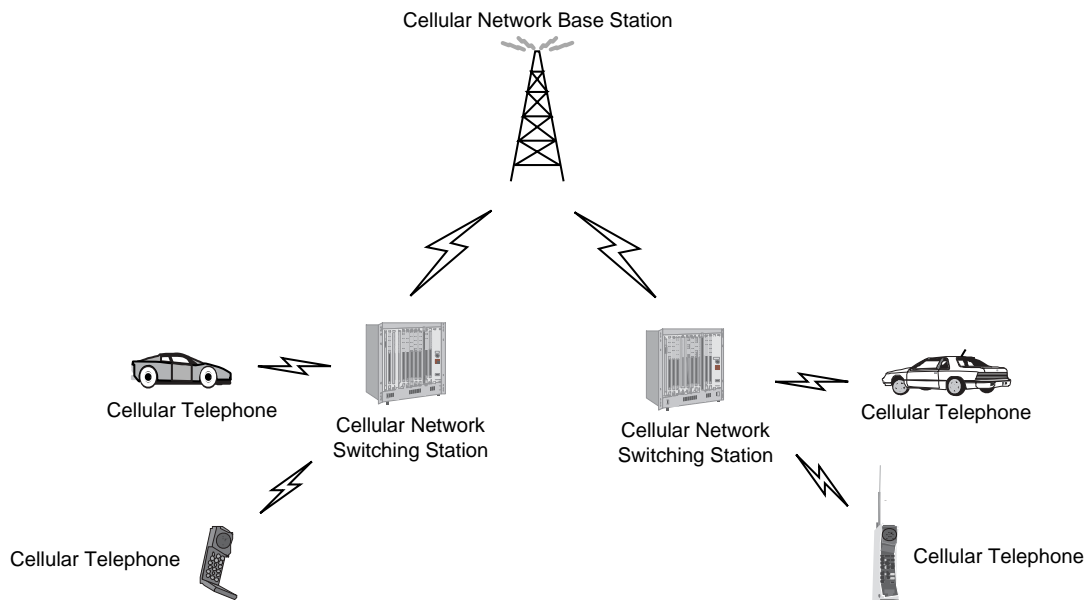 Cellular Network Base Station
Cellular Telephone
Cellular Network
Switching Station
Cellular Network
Switching Station
Cellular Telephone
Cellular Telephone
Cellular Telephone